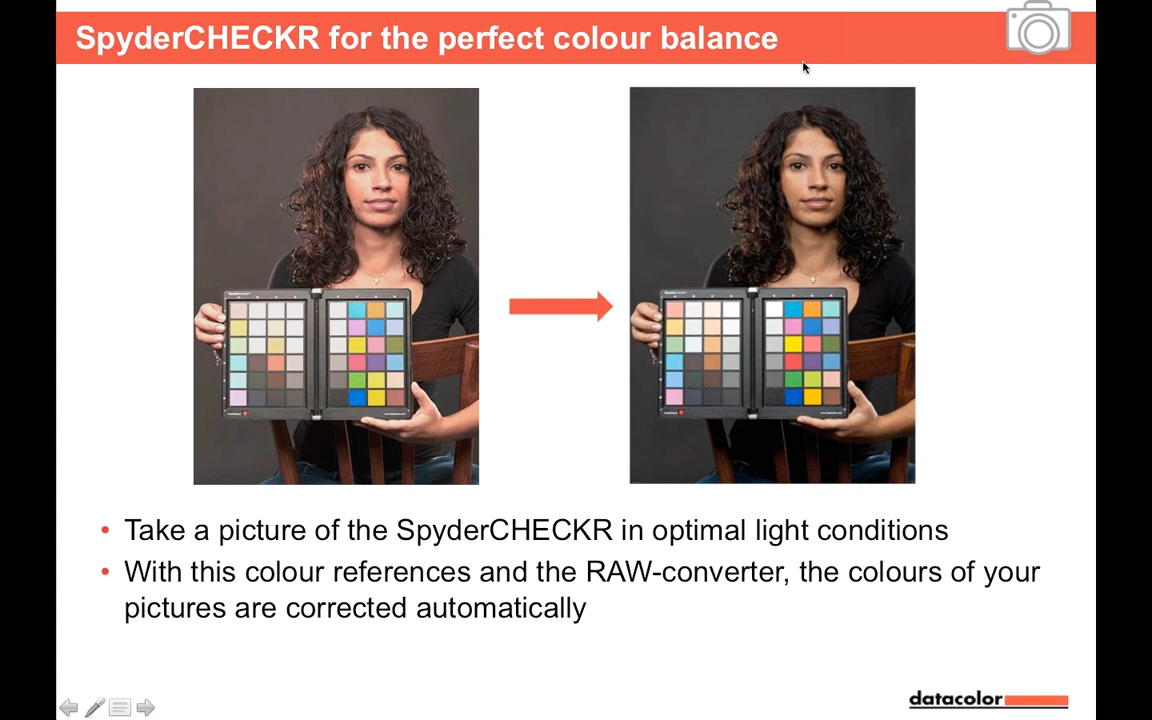 SpyderCHECKR for the perfect colour balance
• Take a picture of the SpyderCHECKR in optimal light conditions
• With this colour references and the RAW-converter, the colours of your
pictures are corrected automatically
datacolor